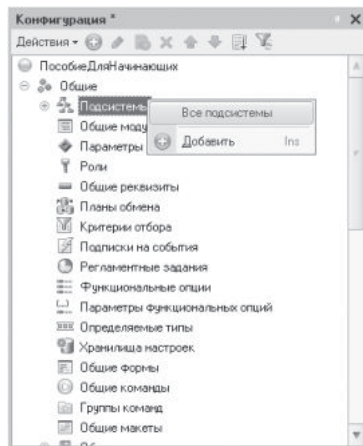 Конфигурация *
Действия
ПособиеДляНачинающих
Общие
Подсистемы
Все подсистемы
Общие моду
Добавить Ins
Параметры
Роли
Общие реквизиты
Планы обмена
Критерии отбора
Подписки на события
Регламентные задания
Функциональные опции
Параметры функциональных опций
Определяемые типы
Хранилища настроек
Общие формы
Общие команды
Группы команд
Общие макеты